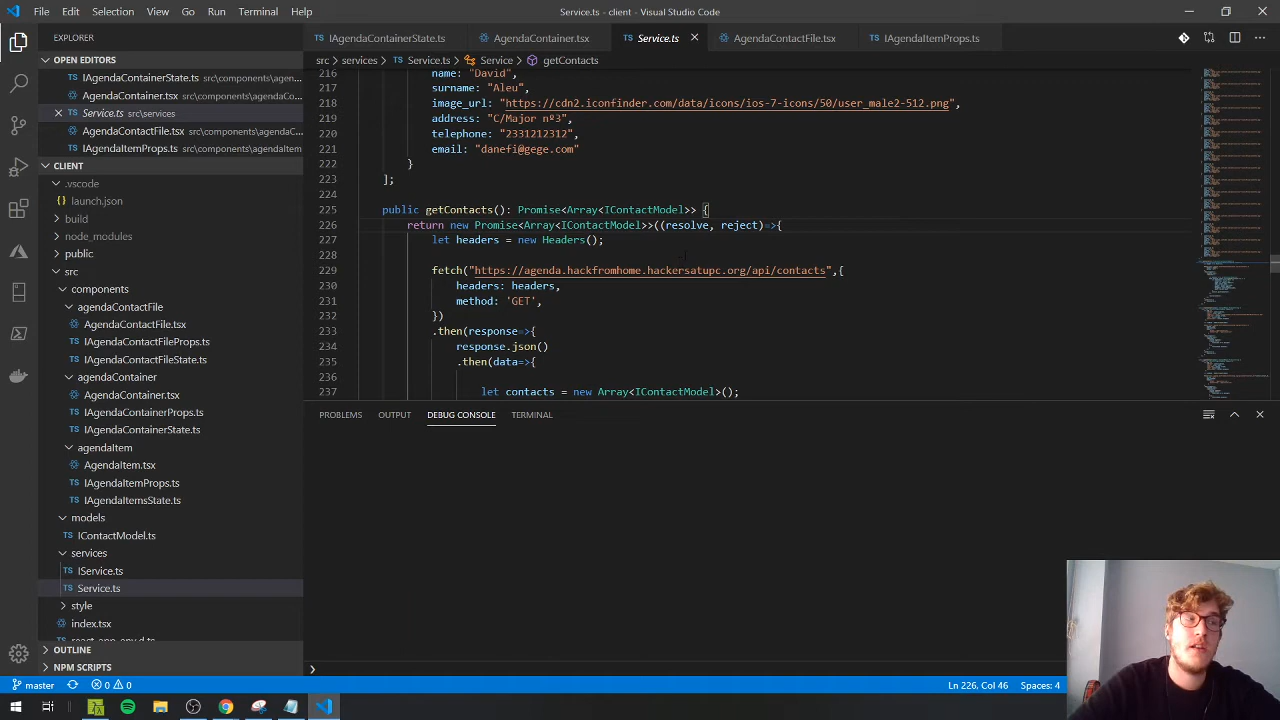 File Edit Selection View Go Run Terminal Help
Service.ts - client - Visual Studio Code
EXPLORER
OPEN EDITORS
IAgendaContainerState.ts src\components\agen...
AgendaContainer.tsx src\components\agendaCo...
Service.ts src\services
AgendaContactFile.tsx src\components\agendaC...
IAgendaItemProps.ts src\components\agendaItem
CLIENT
.vscode
launch.json
build
node_modules
public
src
components
agendaContactFile
AgendaContactFile.tsx
IAgendaContactFileProps.ts
IAgendaContactFileState.ts
agendaContainer
AgendaContainer.tsx
IAgendaContainerProps.ts
IAgendaContainerState.ts
agendaItem
AgendaItem.tsx
IAgendaItemProps.ts
IAgendaItemsState.ts
models
IContactModel.ts
services
IService.ts
Service.ts
style
index.tsx
react-app-env.d.ts
OUTLINE
NPM SCRIPTS
IAgendaContainerState.ts AgendaContainer.tsx Service.ts AgendaContactFile.tsx IAgendaItemProps.ts
src > services > Service.ts > Service > getContacts
216 name: "David",
217 surname: "Aleu",
218 image_url: "https://cdn2.iconfinder.com/data/icons/ios-7-icons/50/user_male2-512.png",
219 address: "C/Major nº3",
220 telephone: "2331212312",
221 email: "danefi@gege.com"
222 }
223 ];
224
225 public getContacts(): Promise<Array<IContactModel>> {
226 return new Promise<Array<IContactModel>>((resolve, reject)=>{
227 let headers = new Headers();
228
229 fetch("https://agenda.hackfromhome.hackersatupc.org/api/contacts",{
230 headers: headers,
231 method: 'GET',
232 })
233 .then(response=>{
234 response.json()
235 .then(data=>{
236
237 let contacts = new Array<IContactModel>();
PROBLEMS OUTPUT DEBUG CONSOLE TERMINAL
master 0 0
Ln 226, Col 46 Spaces: 4